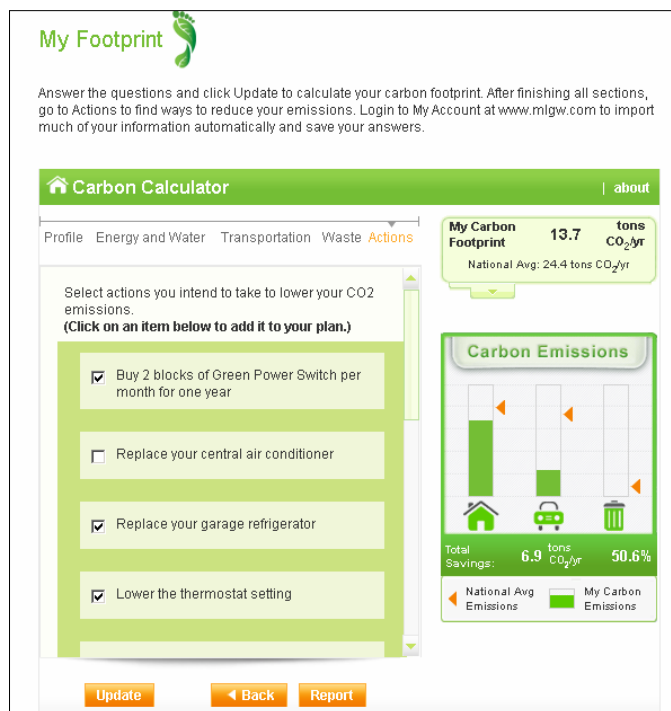 My Footprint
Answer the questions and click Update to calculate your carbon footprint. After finishing all sections,
go to Actions to find ways to reduce your emissions. Login to My Account at www.mlgw.com to import
much of your information automatically and save your answers.
Carbon Calculator
| about
Profile Energy and Water Transportation Waste Actions
Select actions you intend to take to lower your CO2
emissions.
(Click on an item below to add it to your plan.)
Buy 2 blocks of Green Power Switch per
month for one year
Replace your central air conditioner
Replace your garage refrigerator
Lower the thermostat setting
Update
Back
Report
My Carbon
Footprint
13.7
tons
CO2/yr
National Avg: 24.4 tons CO2/yr
Carbon Emissions
Total
Savings:
6.9
tons
CO2/yr
50.6%
National Avg
Emissions
My Carbon
Emissions